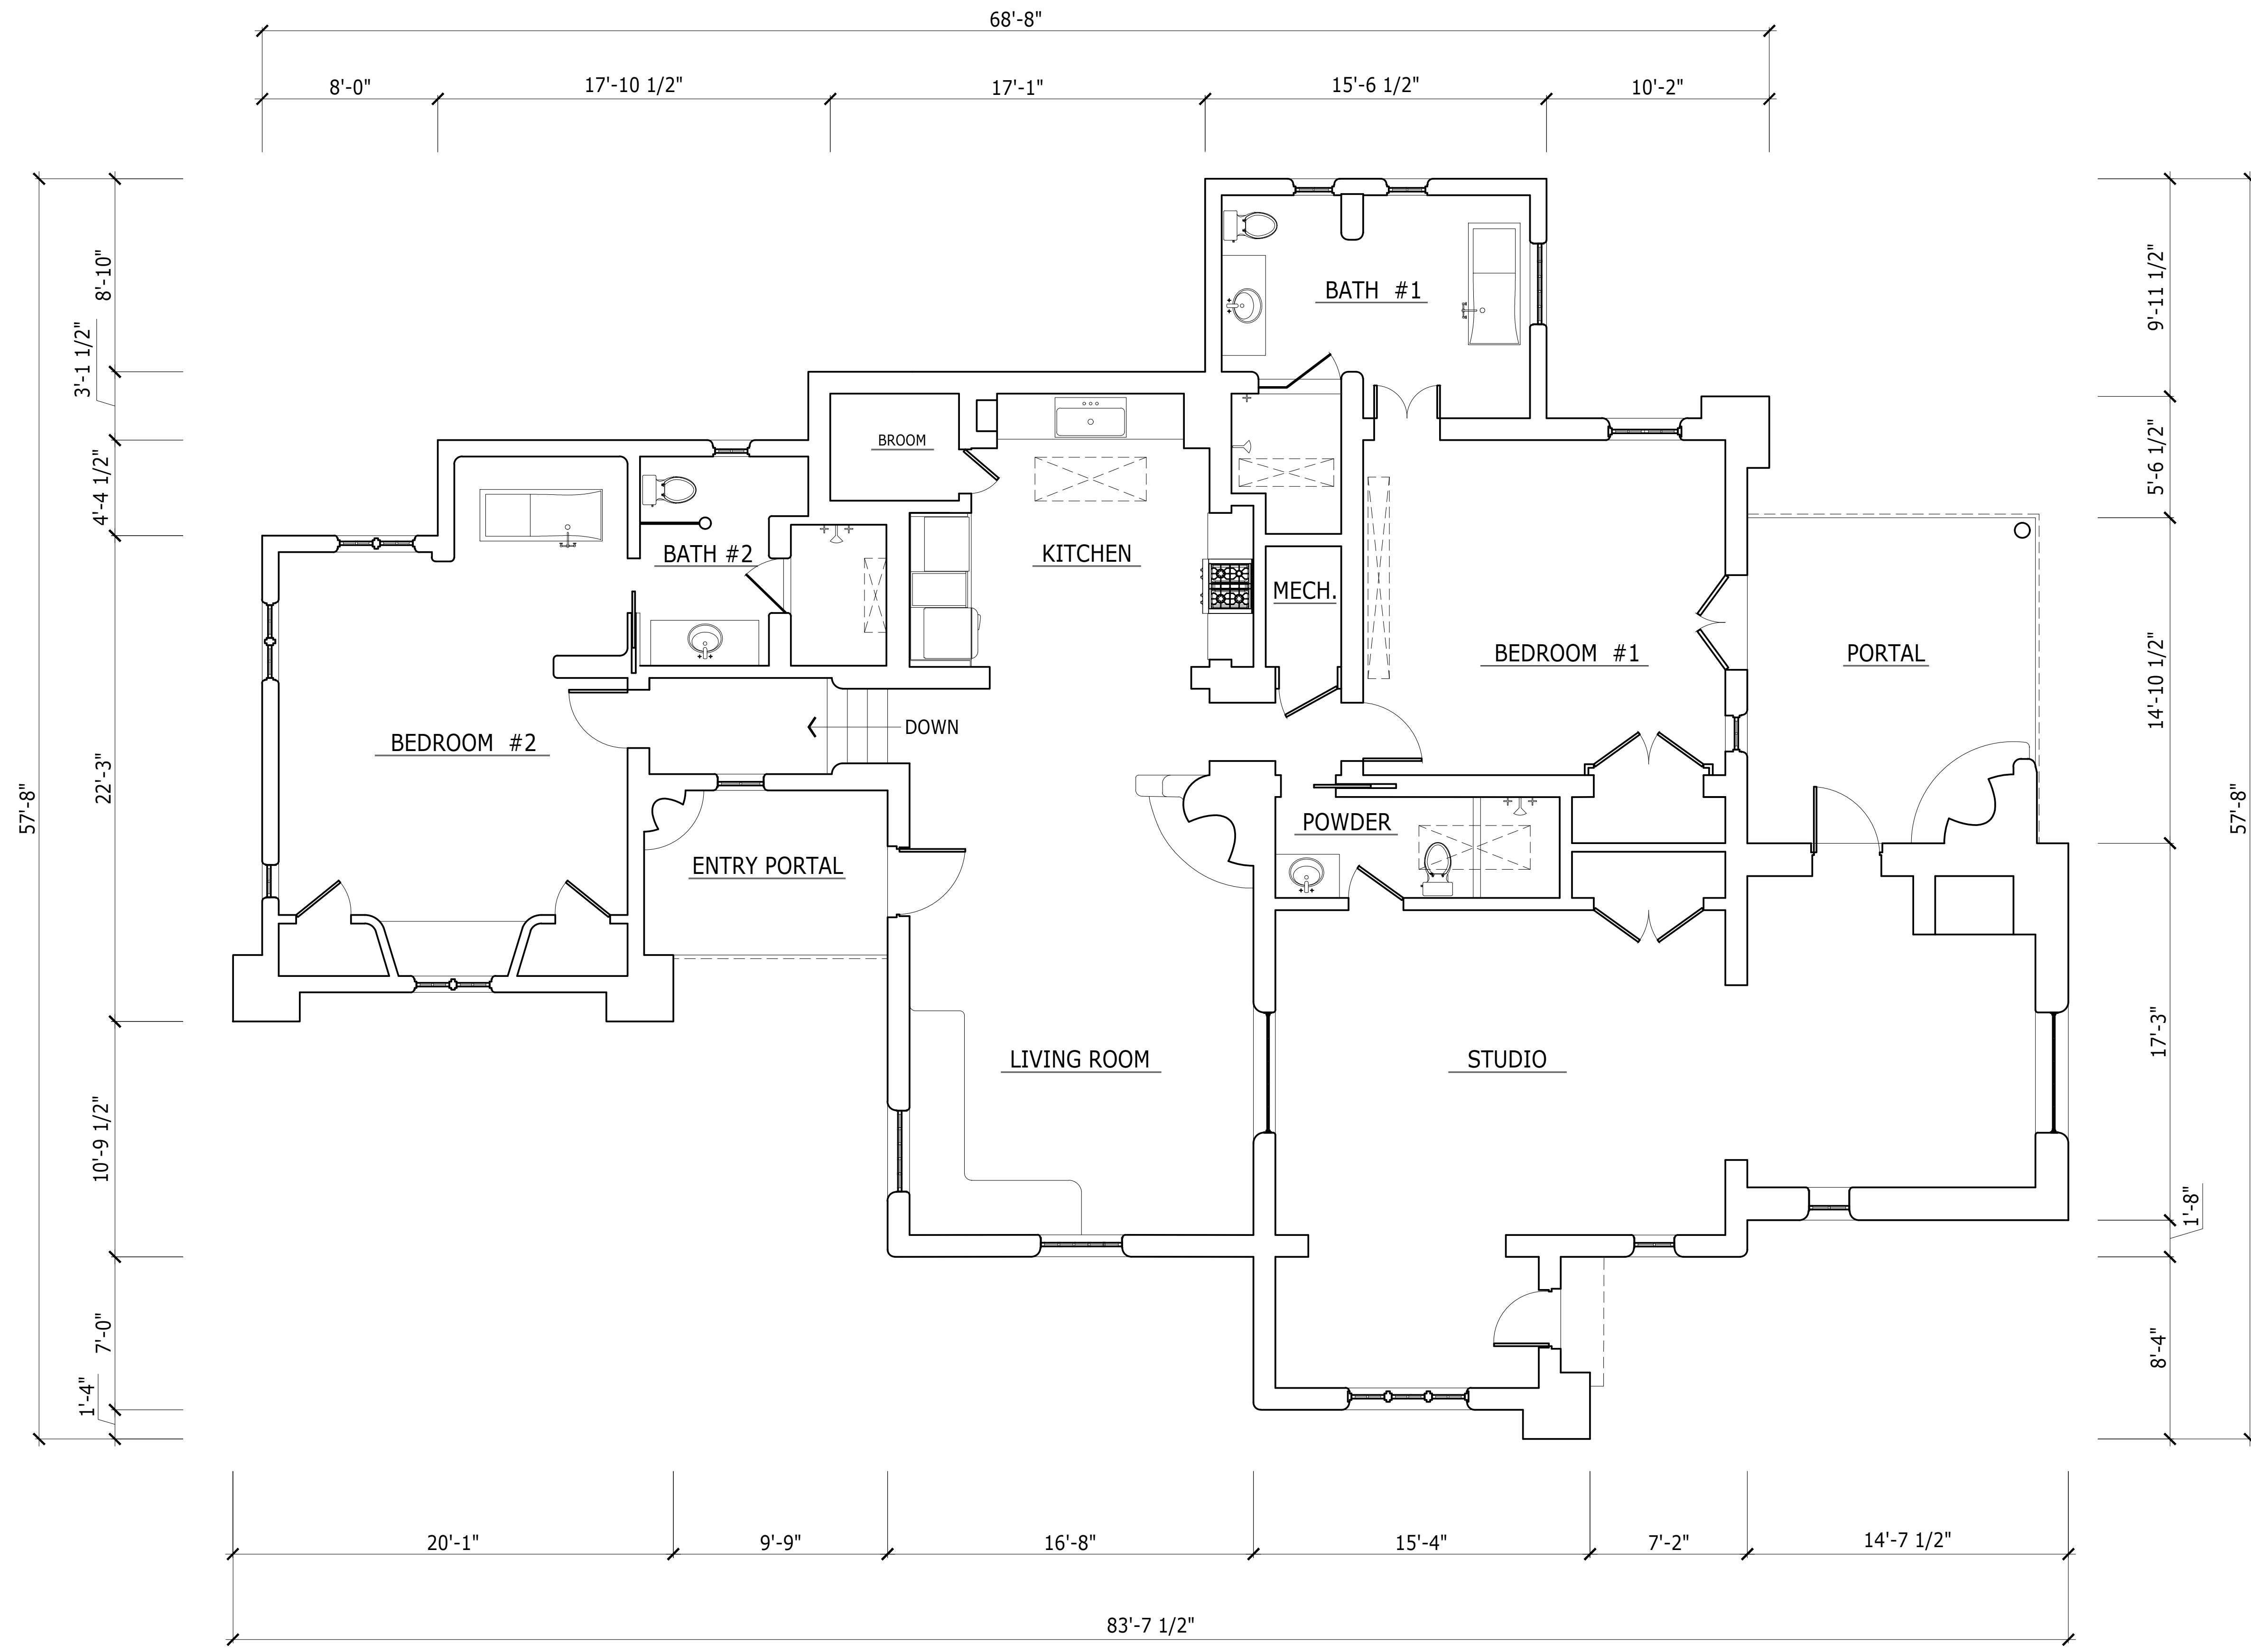 68'-8"
8'-0"
17'-10 1/2"
17'-1"
15'-6 1/2"
10'-2"
57'-8"
8'-10"
3'-1 1/2"
4'-4 1/2"
22'-3"
10'-9 1/2"
7'-0"
1'-4"
BATH #1
BROOM
BATH #2
KITCHEN
MECH.
BEDROOM #1
PORTAL
DOWN
BEDROOM #2
POWDER
ENTRY PORTAL
LIVING ROOM
STUDIO
9'-11 1/2"
5'-6 1/2"
14'-10 1/2"
17'-3"
1'-8"
8'-4"
57'-8"
20'-1"
9'-9"
16'-8"
15'-4"
7'-2"
14'-7 1/2"
83'-7 1/2"